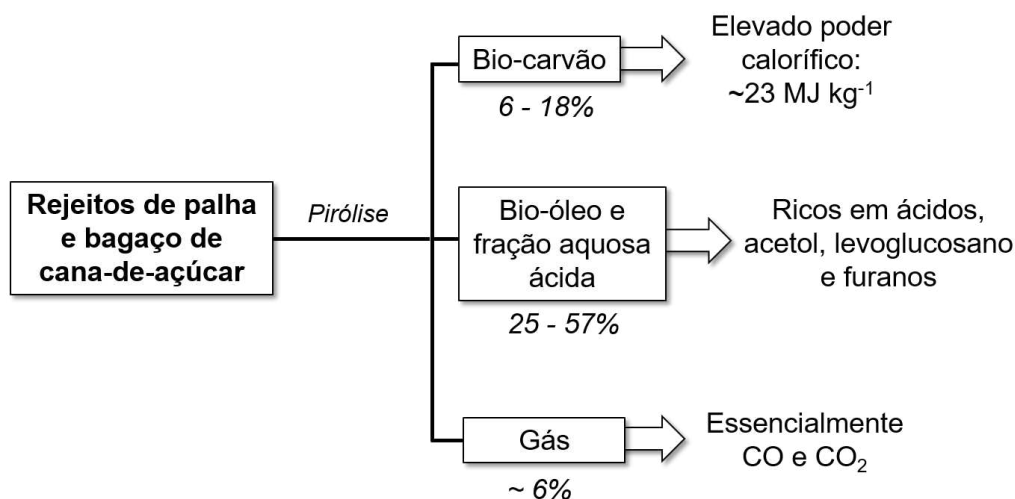 Rejeitos de palha
e bagaço de
cana-de-açúcar
Pirólise
Bio-carvão
6 - 18%
Elevado poder
calorífico:
~23 MJ kg⁻¹
Bio-óleo e
fração aquosa
ácida
25 - 57%
Ricos em ácidos,
acetol, levoglucosano
e furanos
Gás
~ 6%
Essencialmente
CO e CO₂